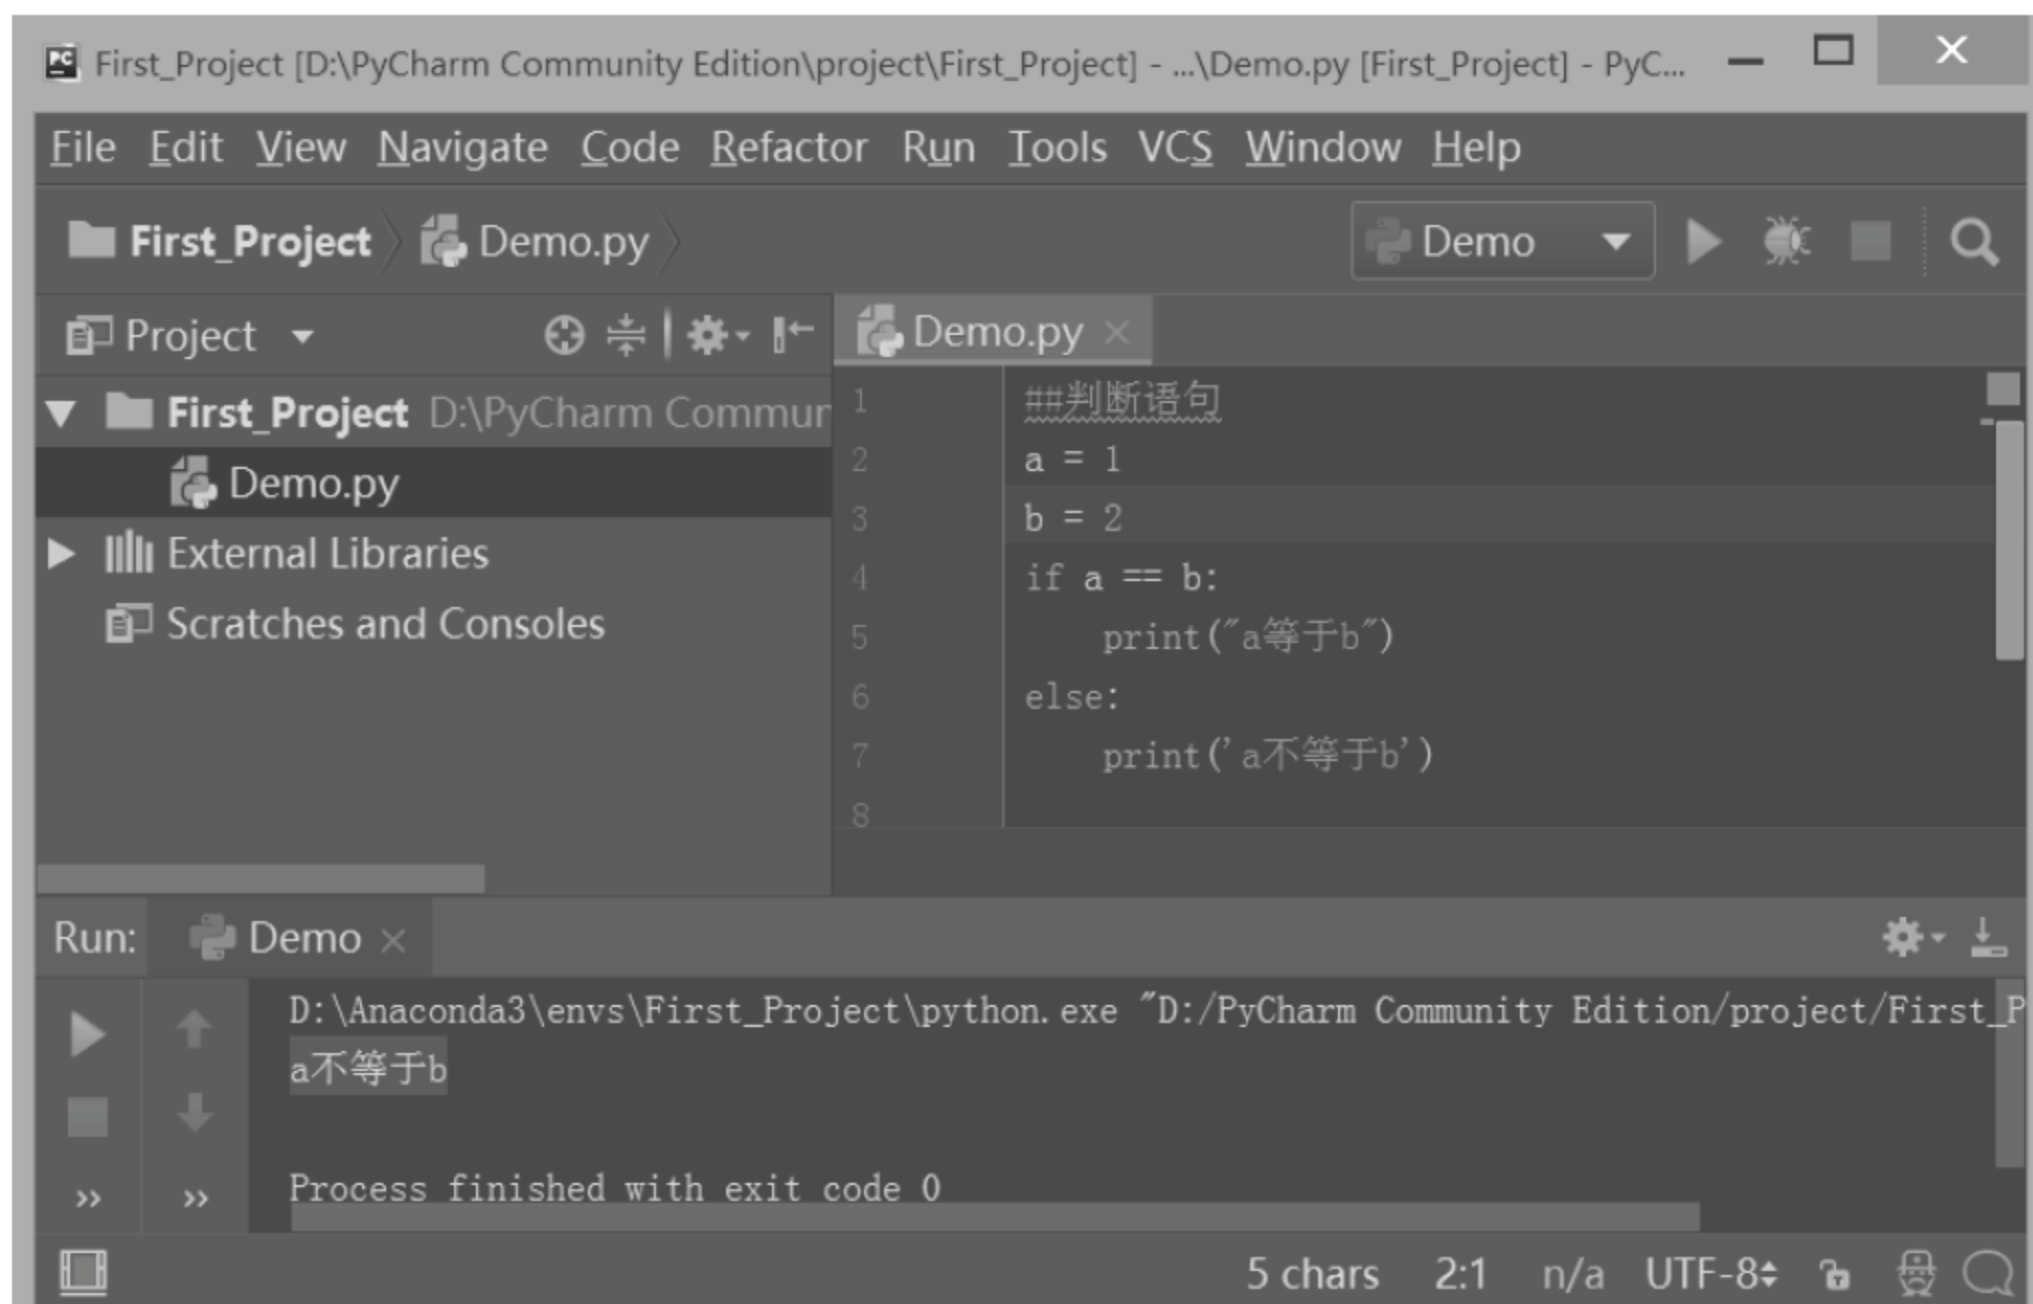 First_Project [D:\PyCharm Community Edition\project\First_Project] - ...\Demo.py [First_Project] - PyC...
File Edit View Navigate Code Refactor Run Tools VCS Window Help
First_Project Demo.py Demo
Project
First_Project D:\PyCharm Commun
Demo.py
External Libraries
Scratches and Consoles
Demo.py
1 ##判断语句
2 a = 1
3 b = 2
4 if a == b:
5 print("a等于b")
6 else:
7 print('a不等于b')
8
Run: Demo
D:\Anaconda3\envs\First_Project\python.exe "D:/PyCharm Community Edition/project/First_P
a不等于b
Process finished with exit code 0
5 chars 2:1 n/a UTF-8